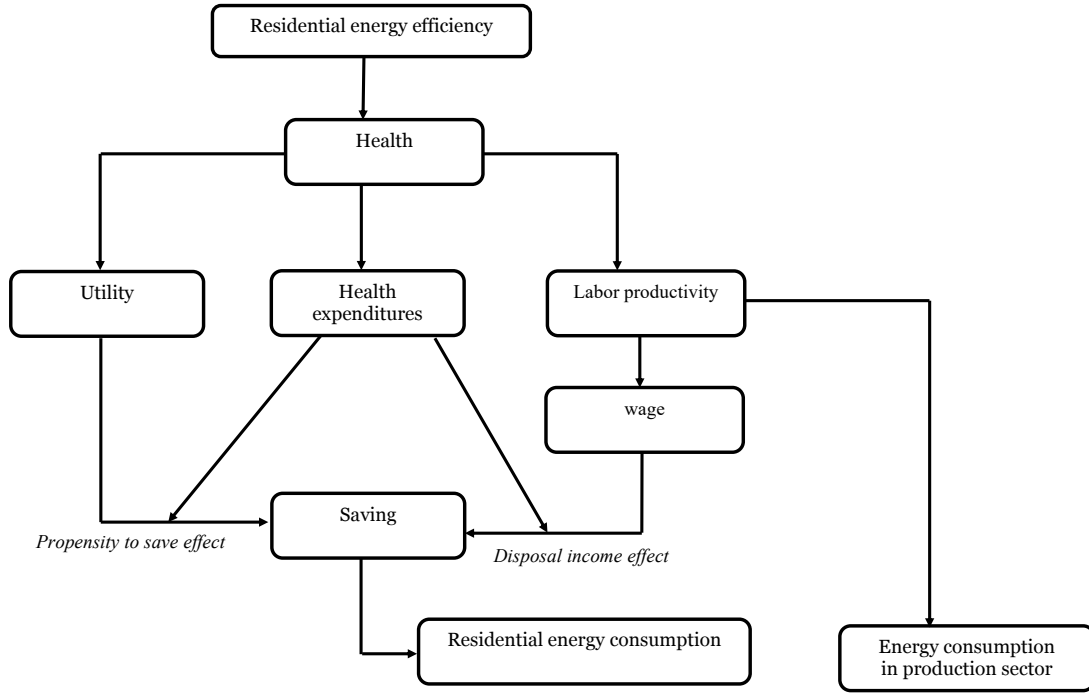 Residential energy efficiency
Health
Utility
Health
expenditures
Labor productivity
wage
Saving
Propensity to save effect
Disposal income effect
Residential energy consumption
Energy consumption
in production sector